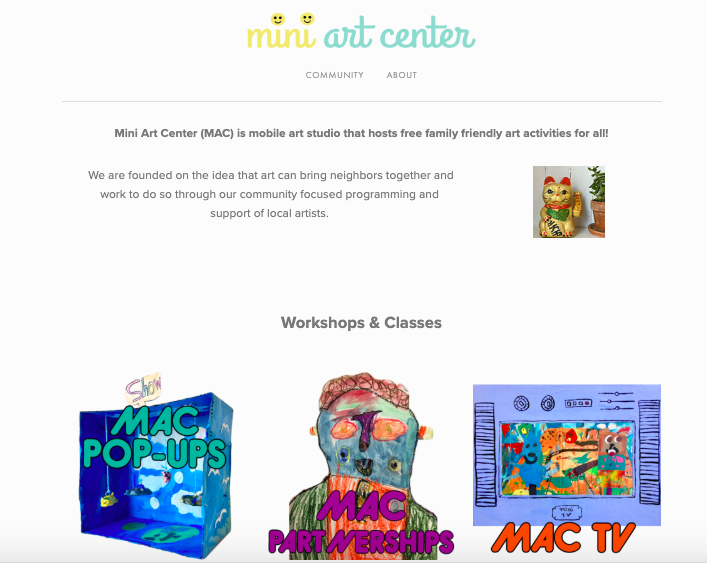 mini art center
COMMUNITY ABOUT
Mini Art Center (MAC) is mobile art studio that hosts free family friendly art activities for all!
We are founded on the idea that art can bring neighbors together and
work to do so through our community focused programming and
support of local artists.
Workshops & Classes
Show
MAC
POP-UPS
MAC
PARTNERSHIPS
MINI
TV
MAC TV